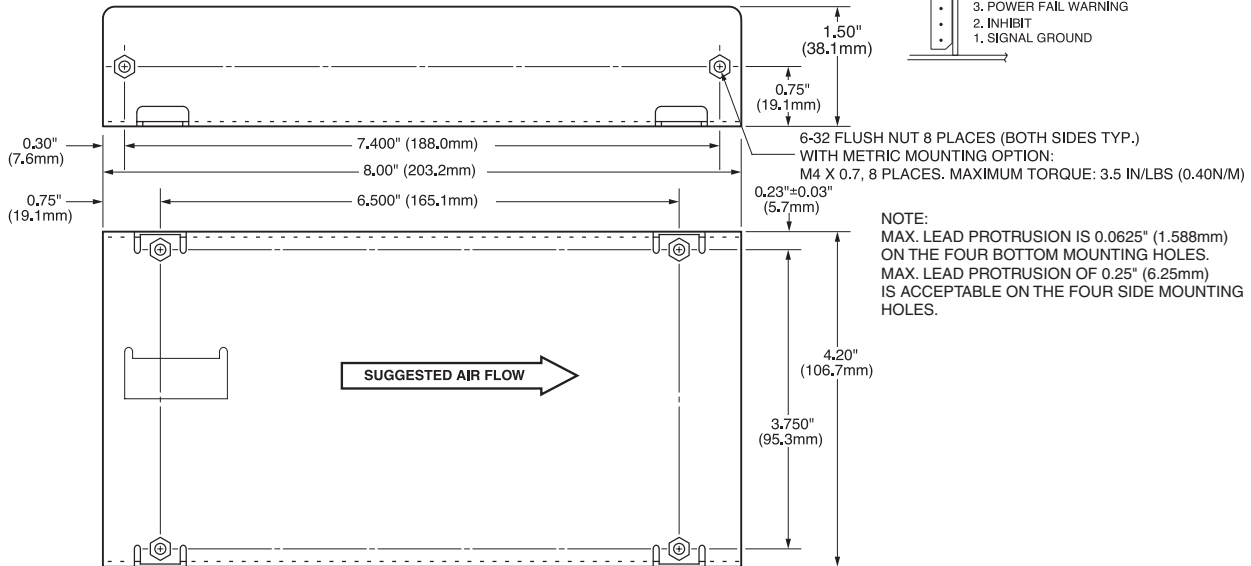 3. POWER FAIL WARNING
2. INHIBIT
1. SIGNAL GROUND
1.50"
(38.1mm)
0.75"
(19.1mm)
0.30"
(7.6mm)
7.400" (188.0mm)
8.00" (203.2mm)
6-32 FLUSH NUT 8 PLACES (BOTH SIDES TYP.)
WITH METRIC MOUNTING OPTION:
M4 X 0.7, 8 PLACES. MAXIMUM TORQUE: 3.5 IN/LBS (0.40N/M)
0.75"
(19.1mm)
6.500" (165.1mm)
0.23"±0.03"
(5.7mm)
NOTE:
MAX. LEAD PROTRUSION IS 0.0625" (1.588mm)
ON THE FOUR BOTTOM MOUNTING HOLES.
MAX. LEAD PROTRUSION OF 0.25" (6.25mm)
IS ACCEPTABLE ON THE FOUR SIDE MOUNTING
HOLES.
SUGGESTED AIR FLOW
4.20"
(106.7mm)
3.750"
(95.3mm)